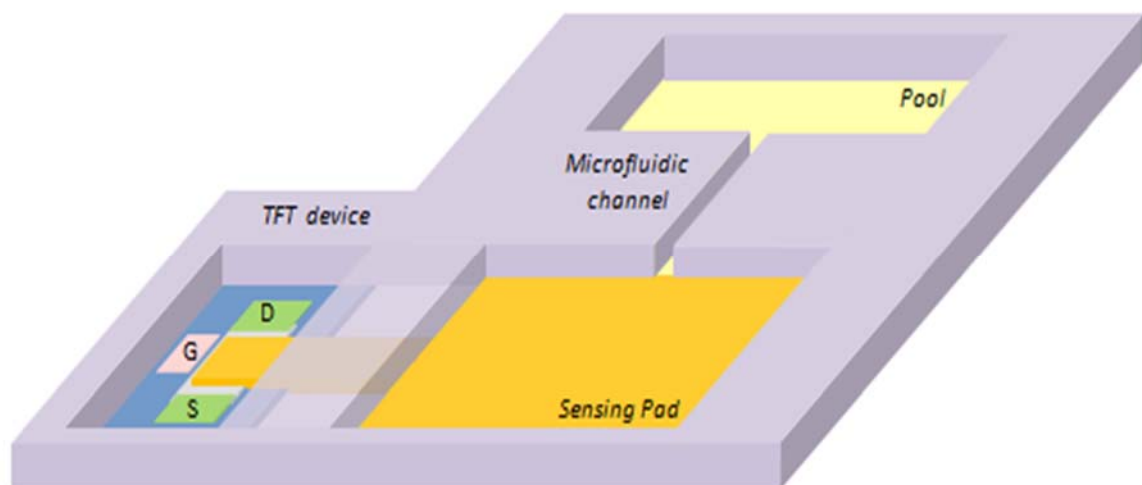 Pool
Microfluidic
channel
TFT device
D
G
S
Sensing Pad